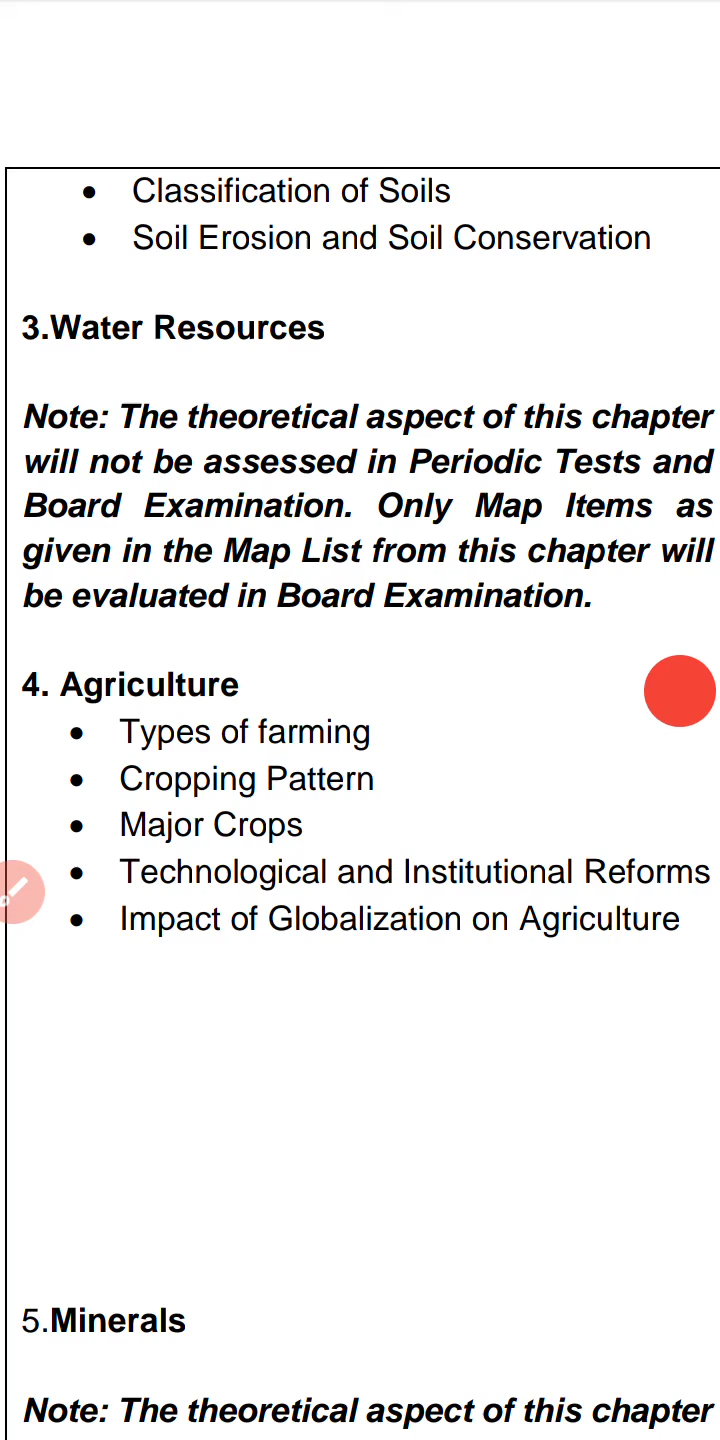 • Classification of Soils
• Soil Erosion and Soil Conservation
3.Water Resources
Note: The theoretical aspect of this chapter
will not be assessed in Periodic Tests and
Board Examination. Only Map Items as
given in the Map List from this chapter will
be evaluated in Board Examination.
4. Agriculture
• Types of farming
• Cropping Pattern
• Major Crops
• Technological and Institutional Reforms
• Impact of Globalization on Agriculture
5.Minerals
Note: The theoretical aspect of this chapter